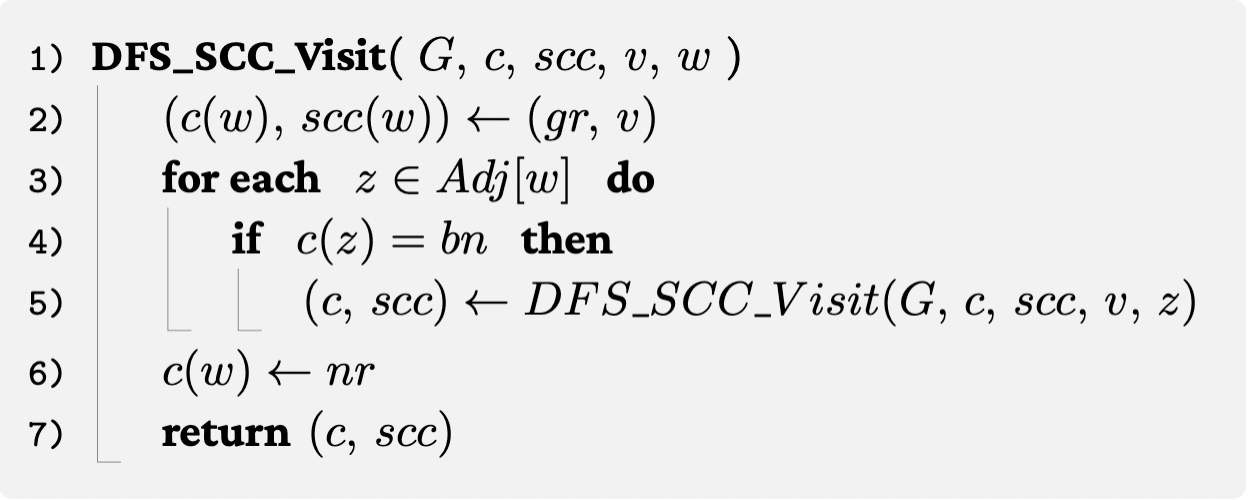 1) DFS_SCC_Visit( G, c, scc, v, w )
2) (c(w), scc(w)) ← (gr, v)
3) for each z ∈ Adj[w] do
4) if c(z) = bn then
5) (c, scc) ← DFS_SCC_Visit(G, c, scc, v, z)
6) c(w) ← nr
7) return (c, scc)